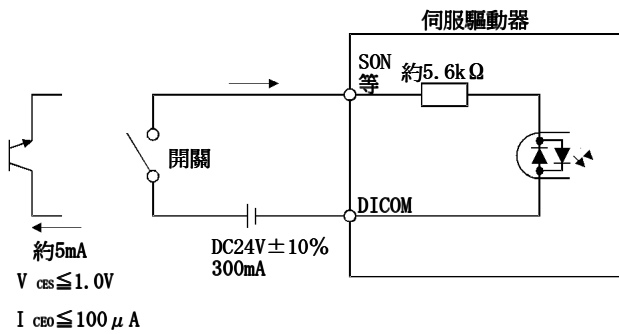 伺服驅動器
SON
等
約5.6kΩ
開關
DICOM
約5mA
DC24V±10%
300mA
V CES≦1.0V
I CEO≦100μA